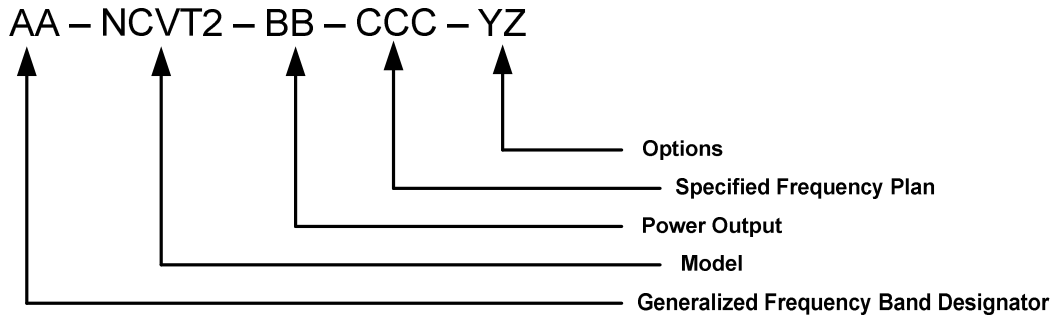 AA – NCVT2 – BB – CCC – YZ
Options
Specified Frequency Plan
Power Output
Model
Generalized Frequency Band Designator